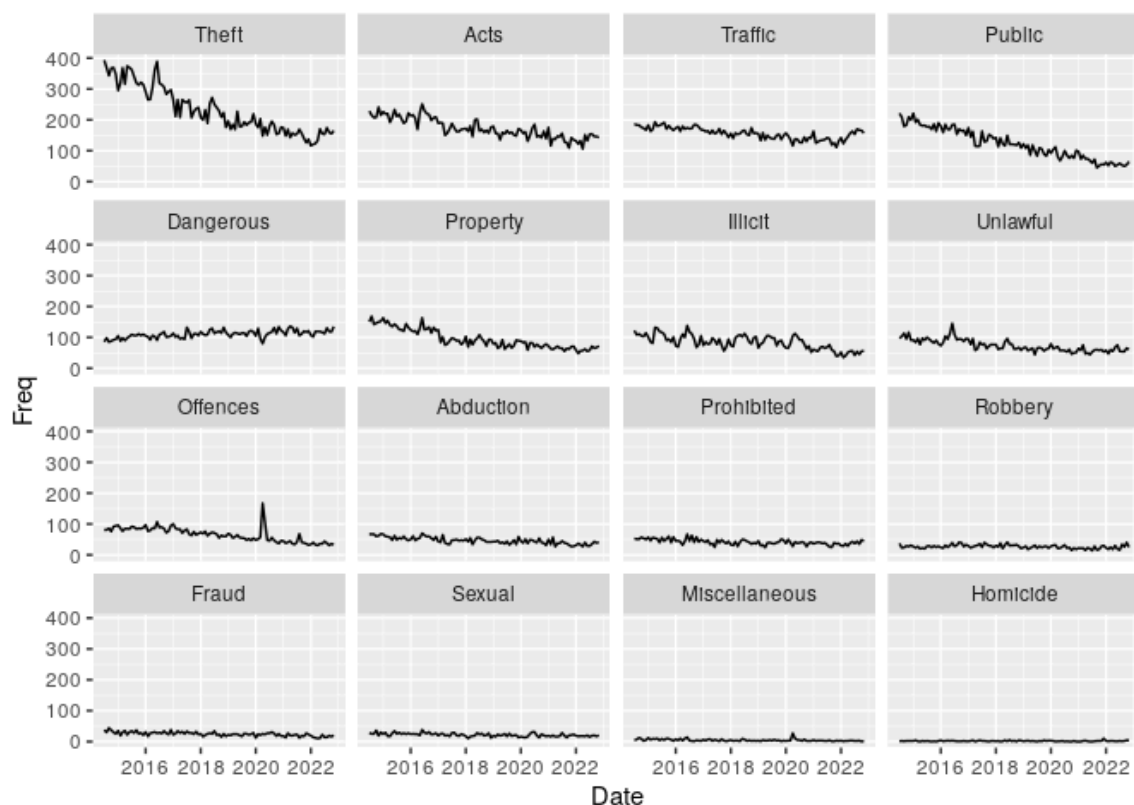 Theft Acts Traffic Public
400
300
200
100
0
Dangerous Property Illicit Unlawful
400
300
200
100
0
Freq
Offences Abduction Prohibited Robbery
400
300
200
100
0
Fraud Sexual Miscellaneous Homicide
400
300
200
100
0
2016 2018 2020 2022 2016 2018 2020 2022 2016 2018 2020 2022 2016 2018 2020 2022
Date